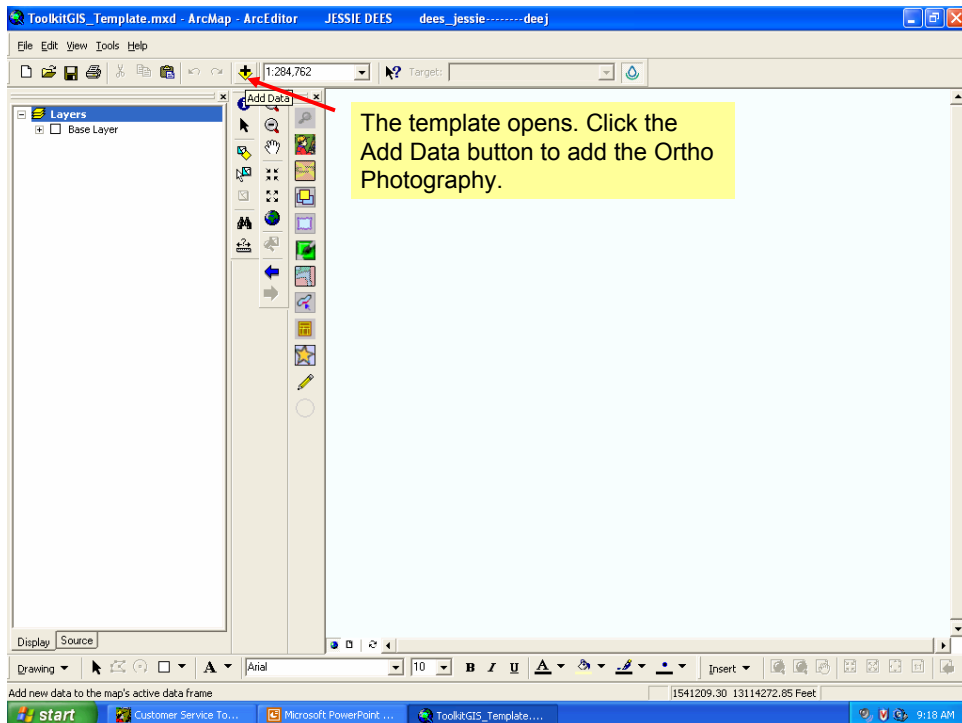 ToolkitGIS_Template.mxd - ArcMap - ArcEditor JESSIE DEES dees_jessie--------deej
File Edit View Tools Help
1:284,762 Target:
Add Data
Layers
Base Layer
The template opens. Click the
Add Data button to add the Ortho
Photography.
Display Source
Drawing A Arial 10 B I U A Insert
Add new data to the map's active data frame 1541209.30 13114272.85 Feet
start Customer Service To... Microsoft PowerPoint ... ToolkitGIS_Template.... 9:18 AM